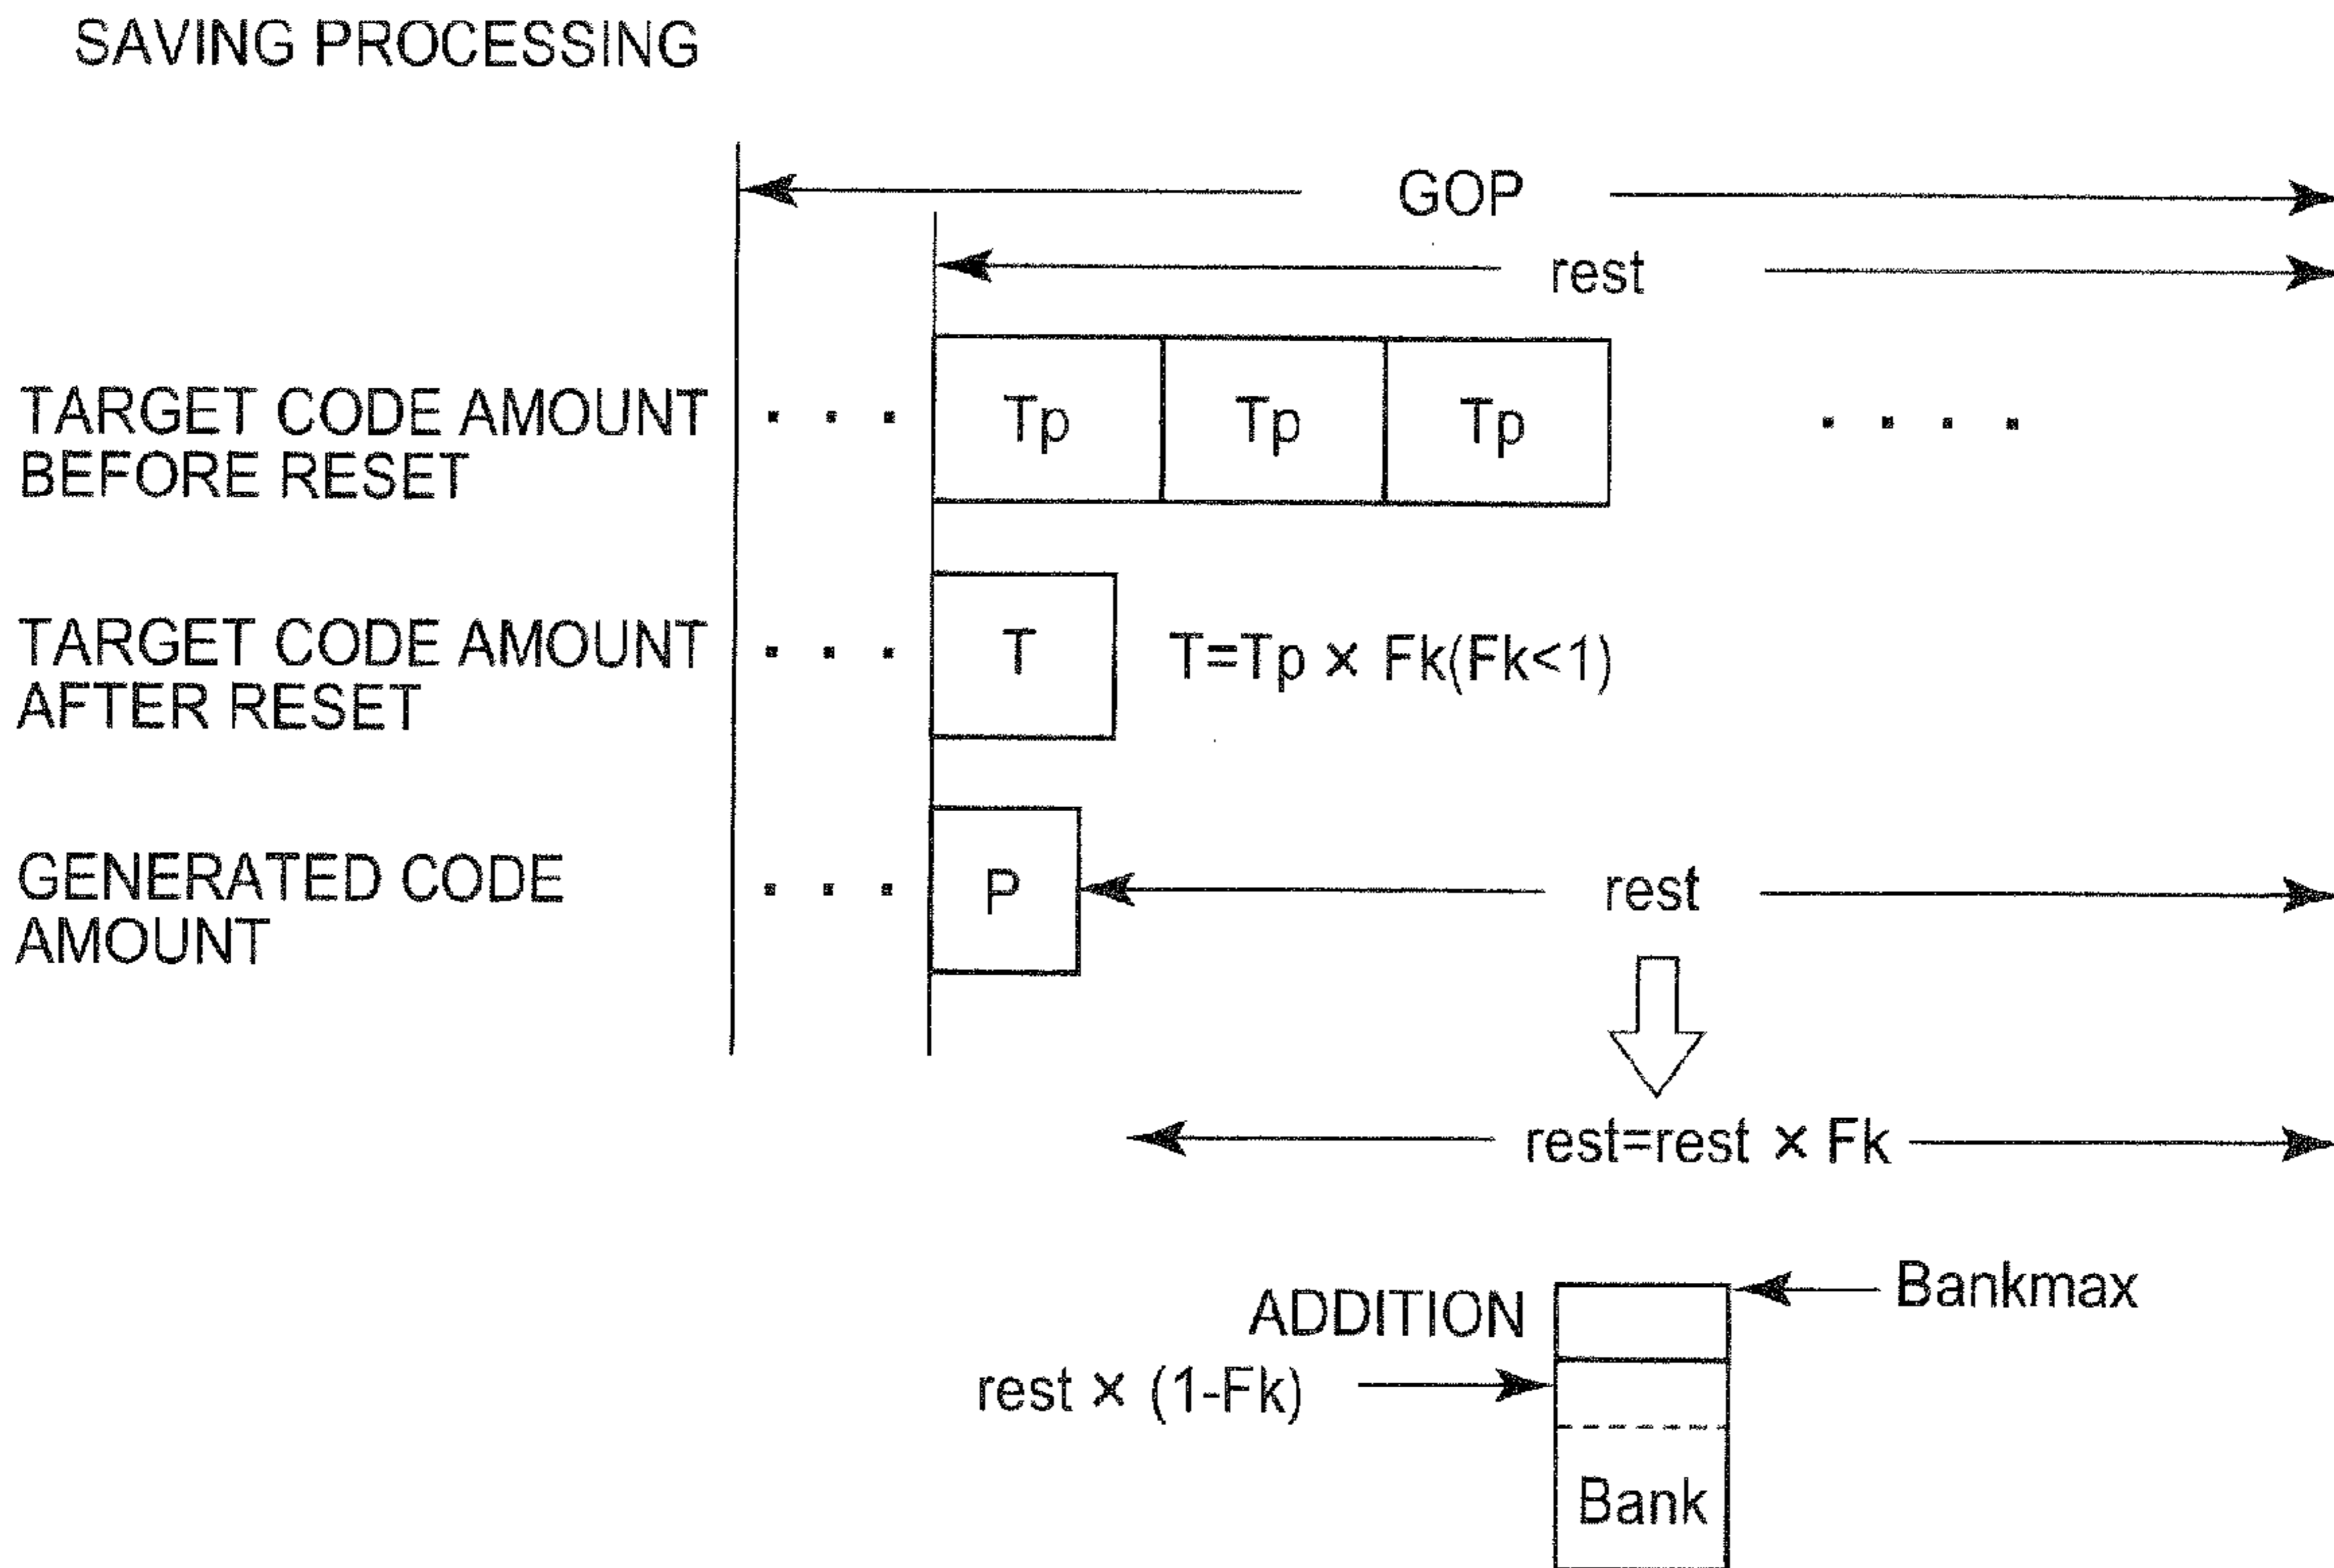 SAVING PROCESSING
GOP
rest
TARGET CODE AMOUNT
BEFORE RESET
. . .
Tp
Tp
Tp
. . . .
TARGET CODE AMOUNT
AFTER RESET
. . .
T
T=Tp × Fk(Fk<1)
GENERATED CODE
AMOUNT
. . .
P
rest
rest=rest × Fk
Bankmax
ADDITION
rest × (1-Fk)
Bank